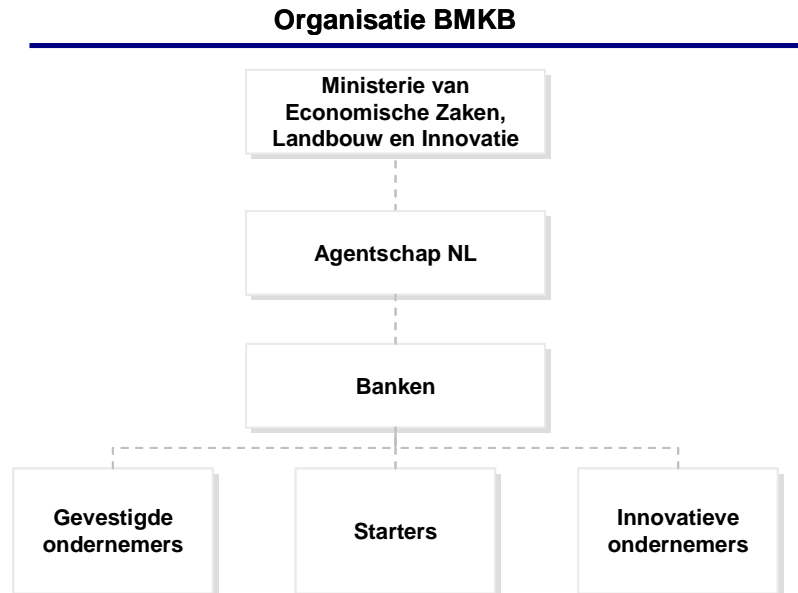 Organisatie BMKB
Ministerie van
Economische Zaken,
Landbouw en Innovatie
Agentschap NL
Banken
Gevestigde
ondernemers
Starters
Innovatieve
ondernemers